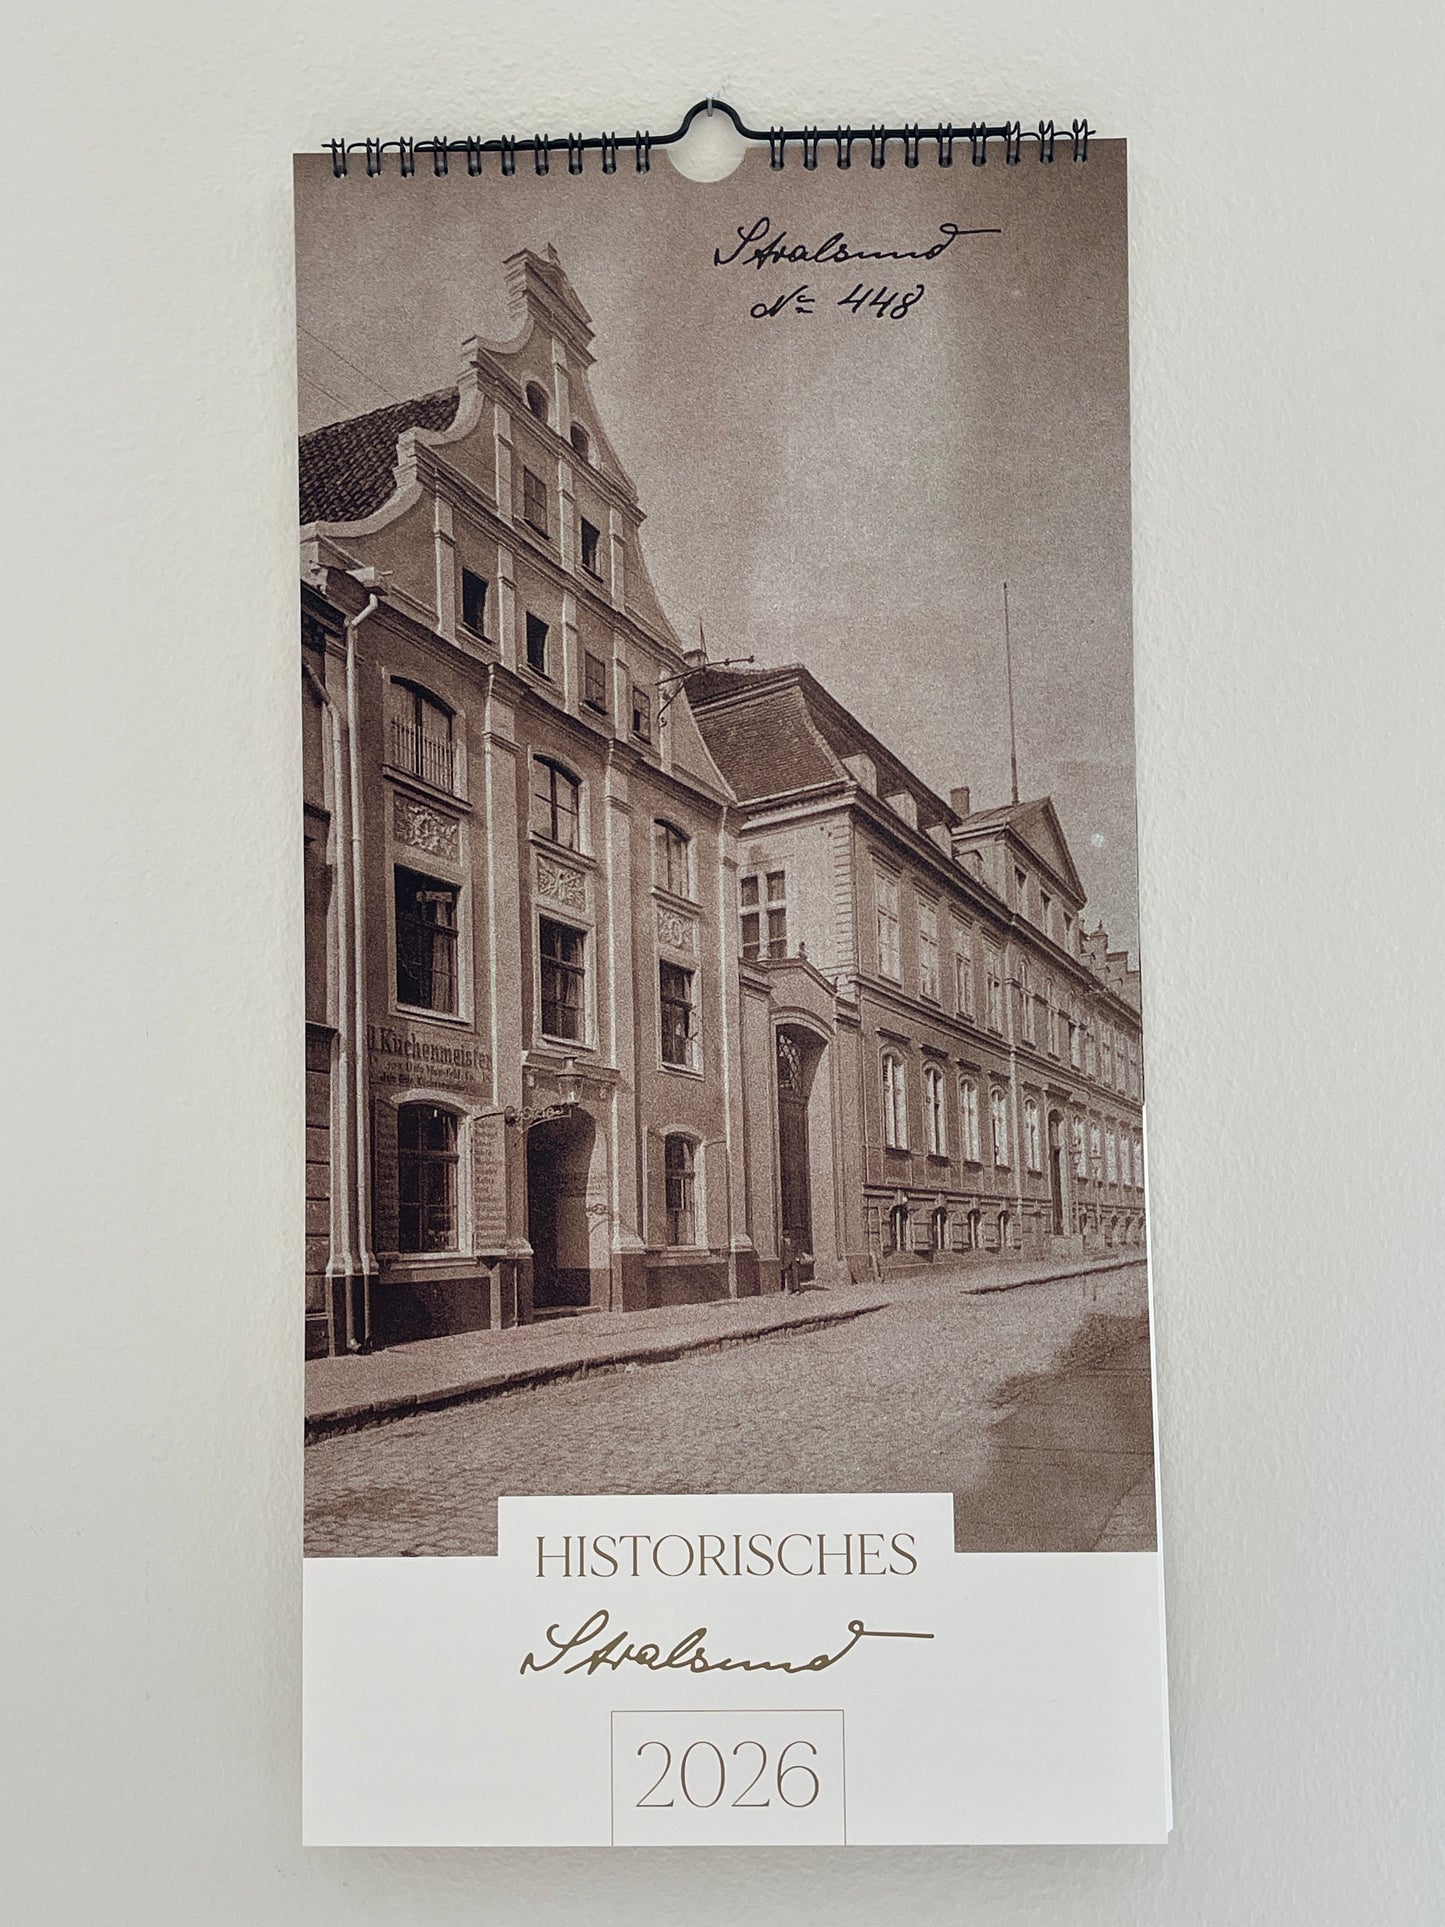 Stralsund
No 448
Küchenmeister
HISTORISCHES
Stralsund
2026